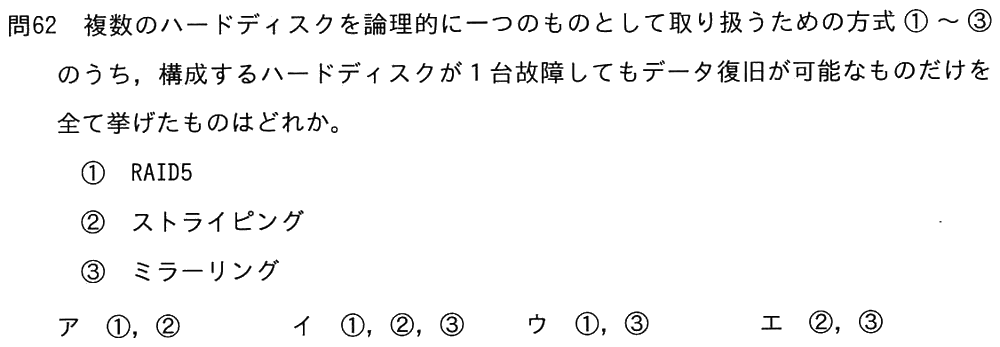 問62　複数のハードディスクを論理的に一つのものとして取り扱うための方式 ① ～ ③
のうち，構成するハードディスクが１台故障してもデータ復旧が可能なものだけを
全て挙げたものはどれか。
①　RAID5
②　ストライピング
③　ミラーリング
ア　①，②　　イ　①，②，③　　ウ　①，③　　エ　②，③